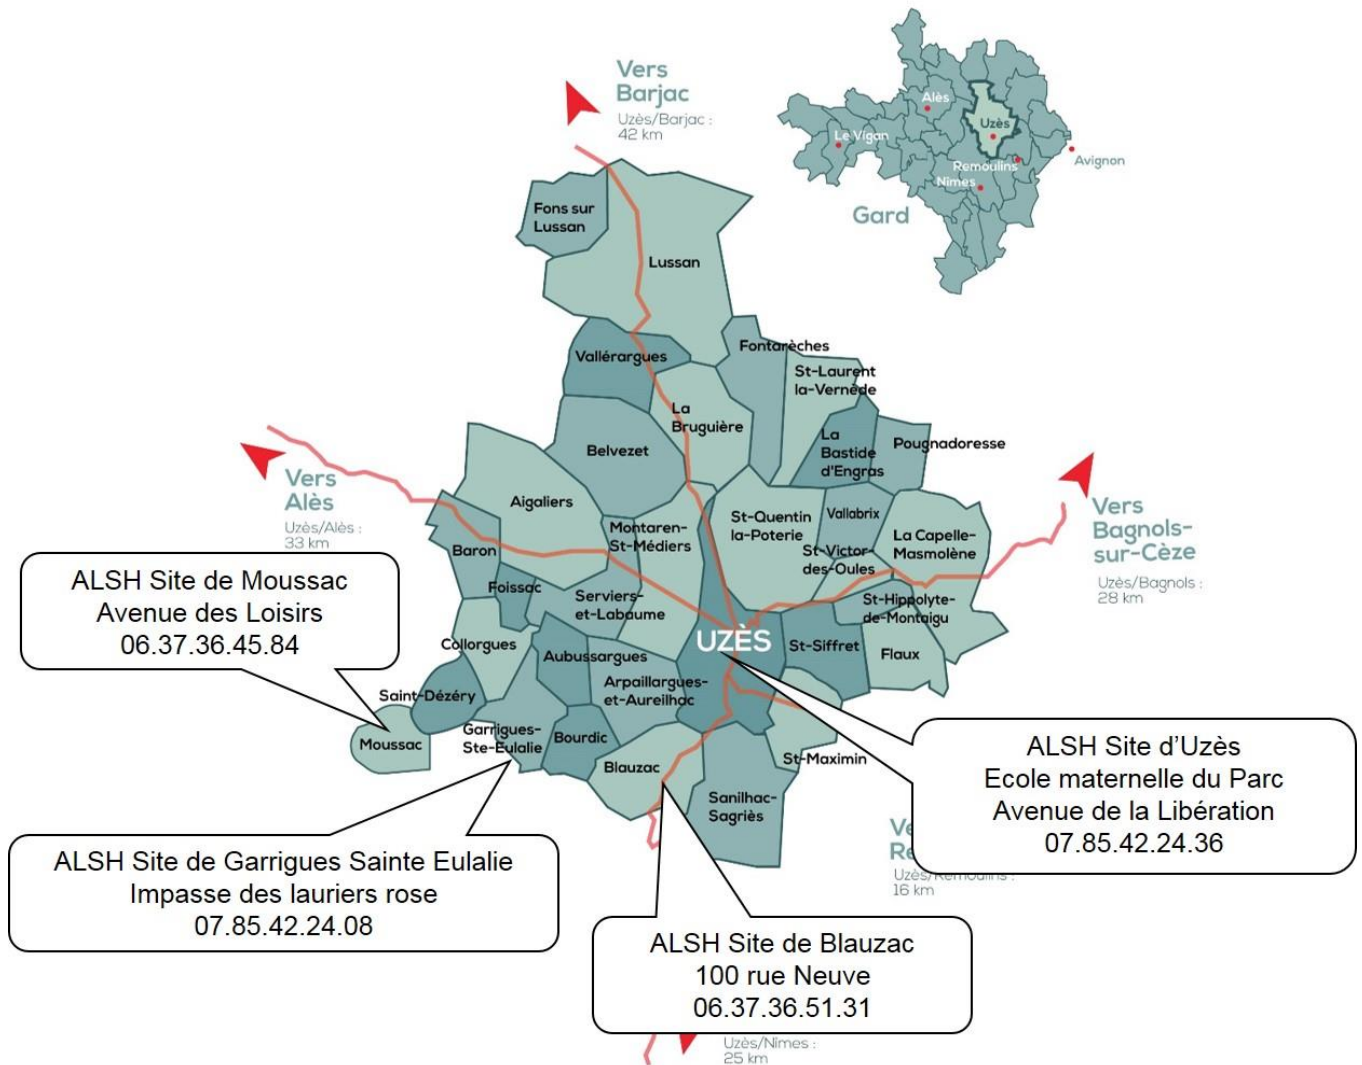 Vers
Barjac
Uzès/Barjac :
42 km
Alès
Uzès
Le Vigan
Avignon
Remoulins
Nîmes
Gard
Fons sur
Lussan
Lussan
Vallérargues
Fontarèches
St-Laurent
la-Vernède
La
Bruguière
La
Bastide
d'Engras
Pougnadoresse
Belvezet
Vers
Alès
Uzès/Alès :
33 km
Aigaliers
Montaren-
St-Médiers
St-Quentin
la-Poterie
Vallabrix
La Capelle-
Masmolène
Vers
Bagnols-
sur-Cèze
Uzès/Bagnols :
28 km
Baron
St-Victor-
des-Oules
Foissac
Serviers-
et-Labaume
St-Hippolyte-
de-Montaigu
ALSH Site de Moussac
Avenue des Loisirs
06.37.36.45.84
Collorgues
Aubussargues
UZÈS
St-Siffret
Flaux
Saint-Dézéry
Arpaillargues-
et-Aureilhac
Moussac
Garrigues-
Ste-Eulalie
Bourdic
Blauzac
St-Maximin
Sanilhac-
Sagriès
ALSH Site d'Uzès
Ecole maternelle du Parc
Avenue de la Libération
07.85.42.24.36
Uzès/Remoulins :
16 km
ALSH Site de Garrigues Sainte Eulalie
Impasse des lauriers rose
07.85.42.24.08
ALSH Site de Blauzac
100 rue Neuve
06.37.36.51.31
Uzès/Nîmes :
25 km